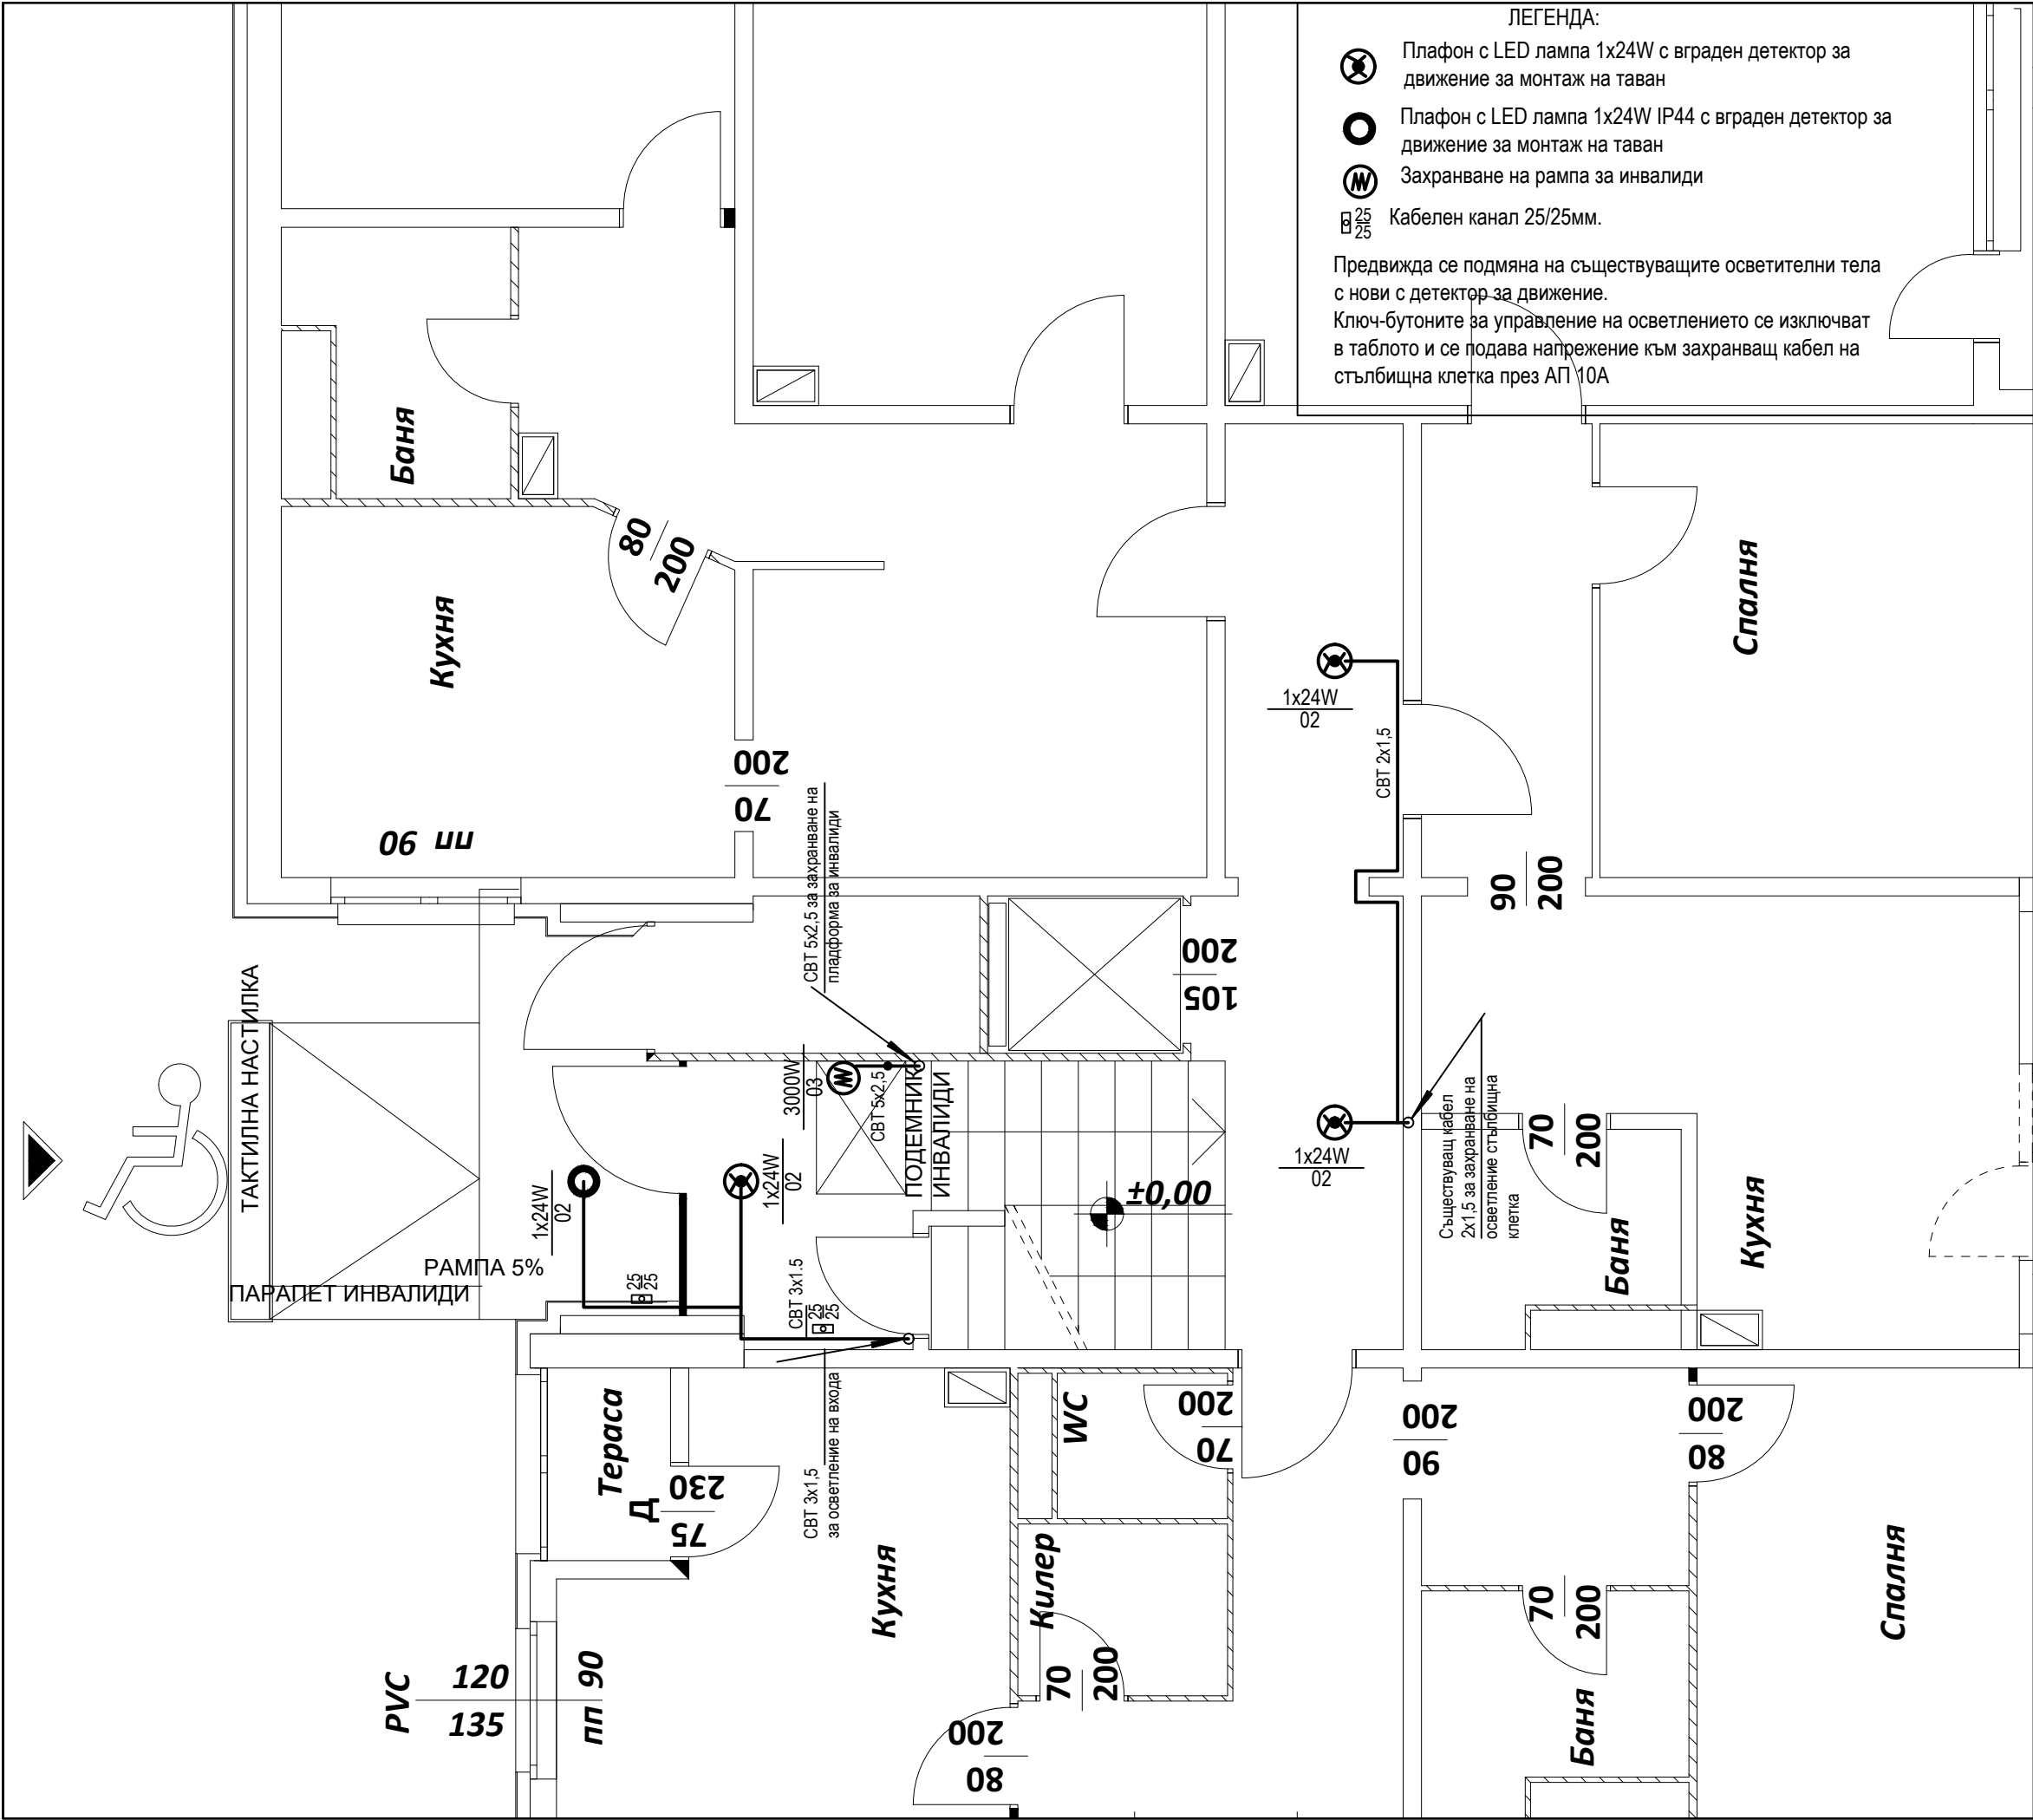 ЛЕГЕНДА:
Плафон с LED лампа 1x24W с вграден детектор за
движение за монтаж на таван
Плафон с LED лампа 1x24W IP44 с вграден детектор за
движение за монтаж на таван
Захранване на рампа за инвалиди
25
25
Кабелен канал 25/25мм.
Предвижда се подмяна на съществуващите осветителни тела
с нови с детектор за движение.
Ключ-бутоните за управление на осветлението се изключват
в таблото и се подава напрежение към захранващ кабел на
стълбищна клетка през АП 10А
Баня
Кухня
80
200
Спалня
1x24W
02
СВТ 2x1,5
200
70
пп 90
СВТ 5x2,5 за захранване на
пладформа за инвалиди
90
200
200
105
ТАКТИЛНА НАСТИЛКА
3000W
03
СВТ 5x2,5
ПОДЕМНИК
ИНВАЛИДИ
1x24W
02
1x24W
02
1x24W
02
±0,00
Съществуващ кабел
2x1,5 за захранване на
осветление стълбищна
клетка
70
200
Баня
Кухня
РАМПА 5%
ПАРАПЕТ ИНВАЛИДИ
25
25
СВТ 3x1.5
25
25
СВТ 3x1,5
за осветление на входа
Тераса
Д
230
75
WC
200
70
200
90
200
80
Кухня
Килер
70
200
70
200
Спалня
Баня
PVC
120
135
пп 90
200
80